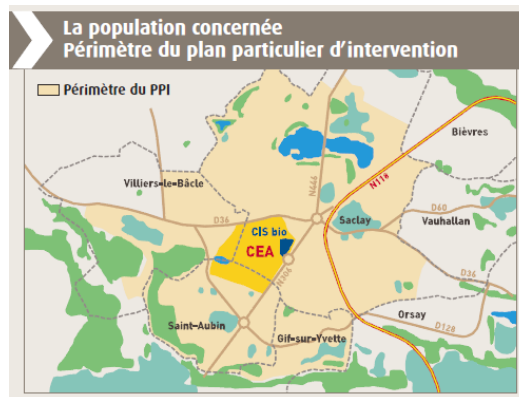 La population concernée
Périmètre du plan particulier d'intervention
Périmètre du PPI
Bièvres
N118
Villiers-le-Bâcle
N446
D36
Saclay
D60
Vauhallan
CIS bio
CEA
N306
D36
Saint-Aubin
Gif-sur-Yvette
Orsay
D128